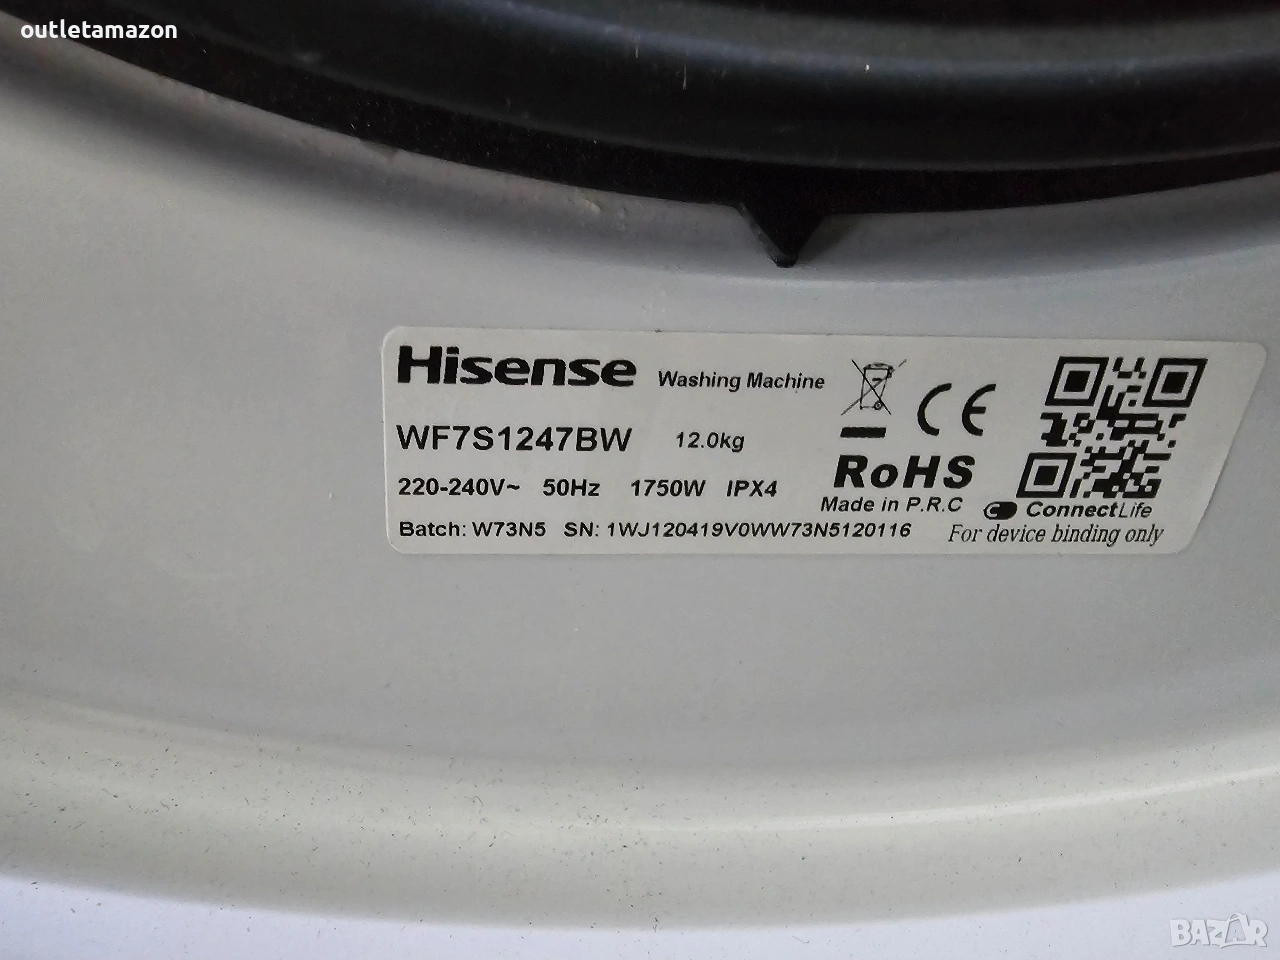 outletamazon
Hisense Washing Machine
WF7S1247BW 12.0kg
220-240V~ 50Hz 1750W IPX4
Batch: W73N5 SN: 1WJ120419V0WW73N5120116
CE
RoHS
Made in P.R.C
ConnectLife
For device binding only
BAZAR